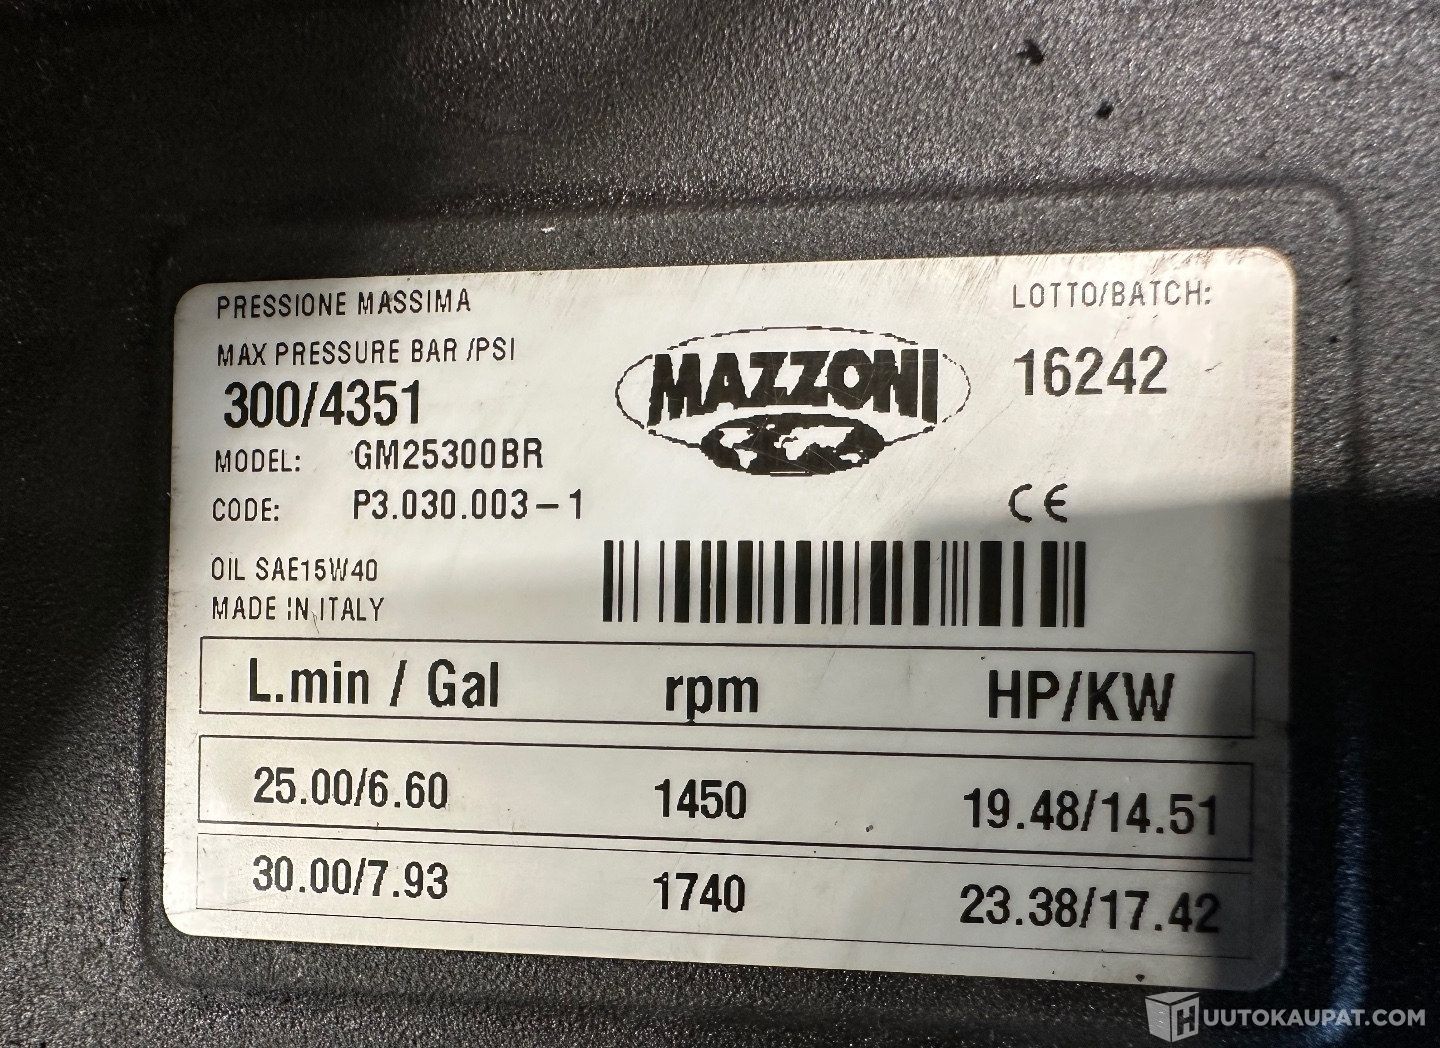 PRESSIONE MASSIMA
MAX PRESSURE BAR /PSI
300/4351
MODEL: GM25300BR
CODE: P3.030.003-1
OIL SAE15W40
MADE IN ITALY
MAZZONI
LOTTO/BATCH:
16242
CE
L.min / Gal rpm HP/KW
25.00/6.60 1450 19.48/14.51
30.00/7.93 1740 23.38/17.42
HUUTOKAUPAT.COM